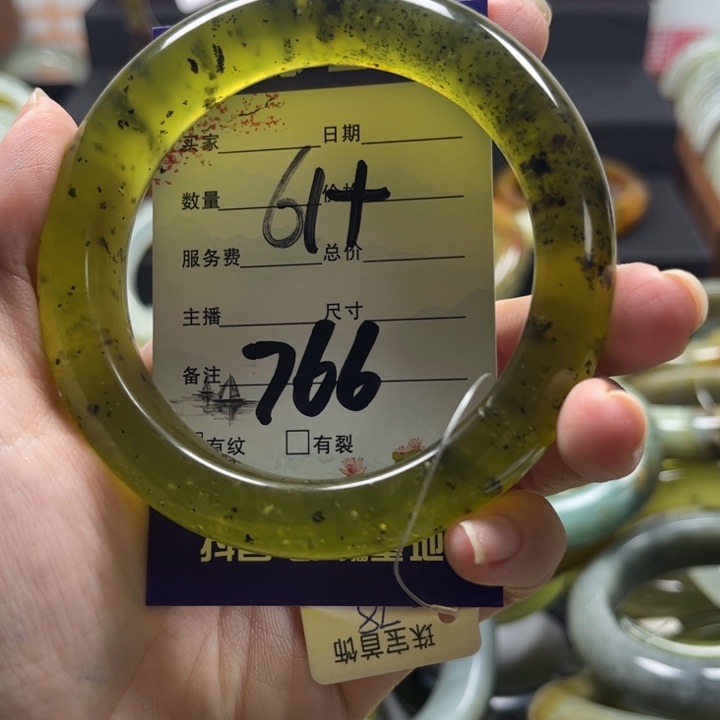 买家 日期
数量 价格
61+
服务费 总价
主播 尺寸
备注
766
有纹 有裂
珠宝首饰
78